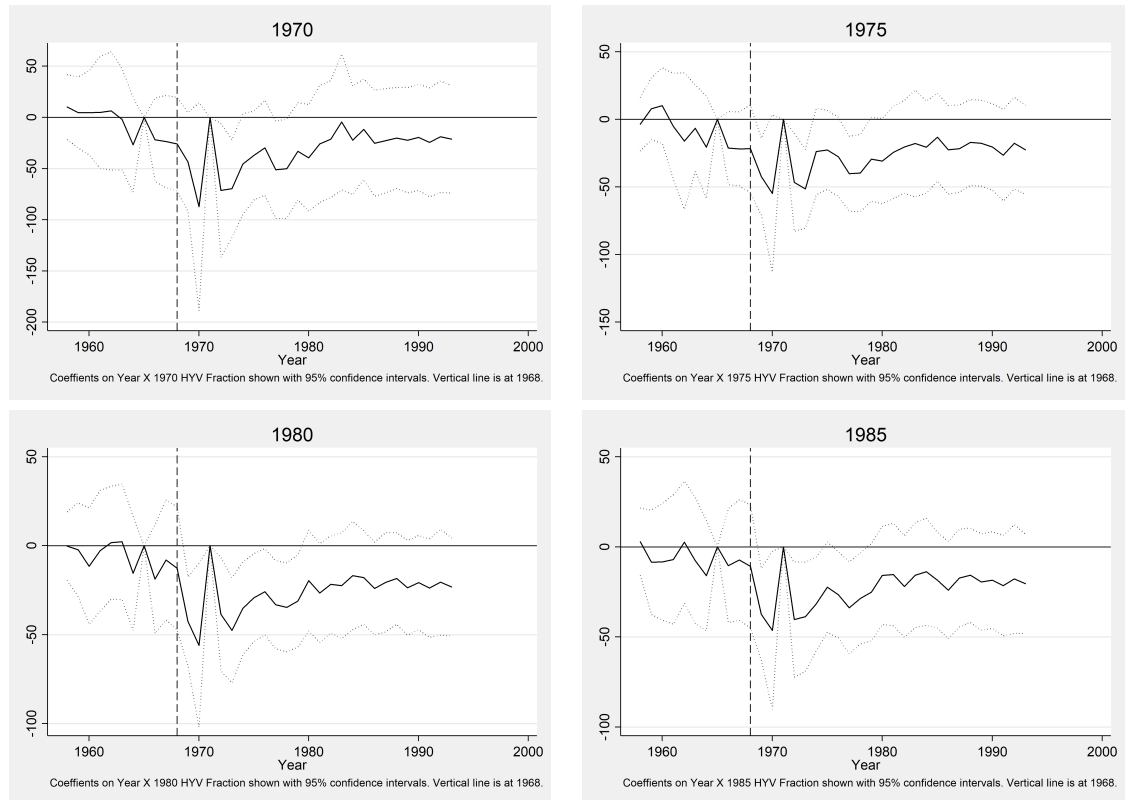 1970
50
0
-50
-100
-150
-200
1960 1970 1980 1990 2000
Year
Coeffients on Year X 1970 HYV Fraction shown with 95% confidence intervals. Vertical line is at 1968.
1975
50
0
-50
-100
-150
1960 1970 1980 1990 2000
Year
Coeffients on Year X 1975 HYV Fraction shown with 95% confidence intervals. Vertical line is at 1968.
1980
50
0
-50
-100
1960 1970 1980 1990 2000
Year
Coeffients on Year X 1980 HYV Fraction shown with 95% confidence intervals. Vertical line is at 1968.
1985
50
0
-50
-100
1960 1970 1980 1990 2000
Year
Coeffients on Year X 1985 HYV Fraction shown with 95% confidence intervals. Vertical line is at 1968.